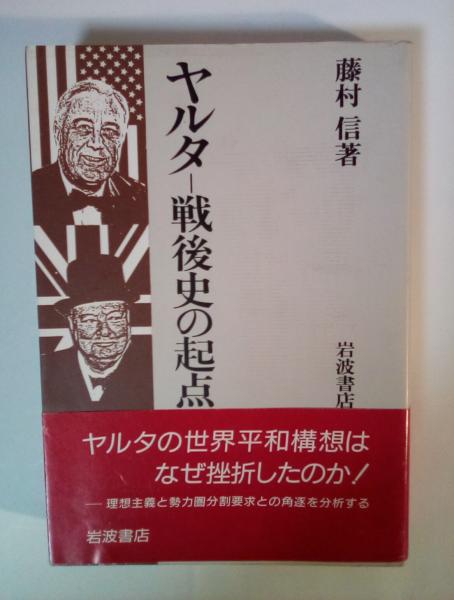 藤村 信著
ヤルタ―戦後史の起点
岩波書店
ヤルタの世界平和構想は
なぜ挫折したのか!
――理想主義と勢力圏分割要求との角逐を分析する
岩波書店